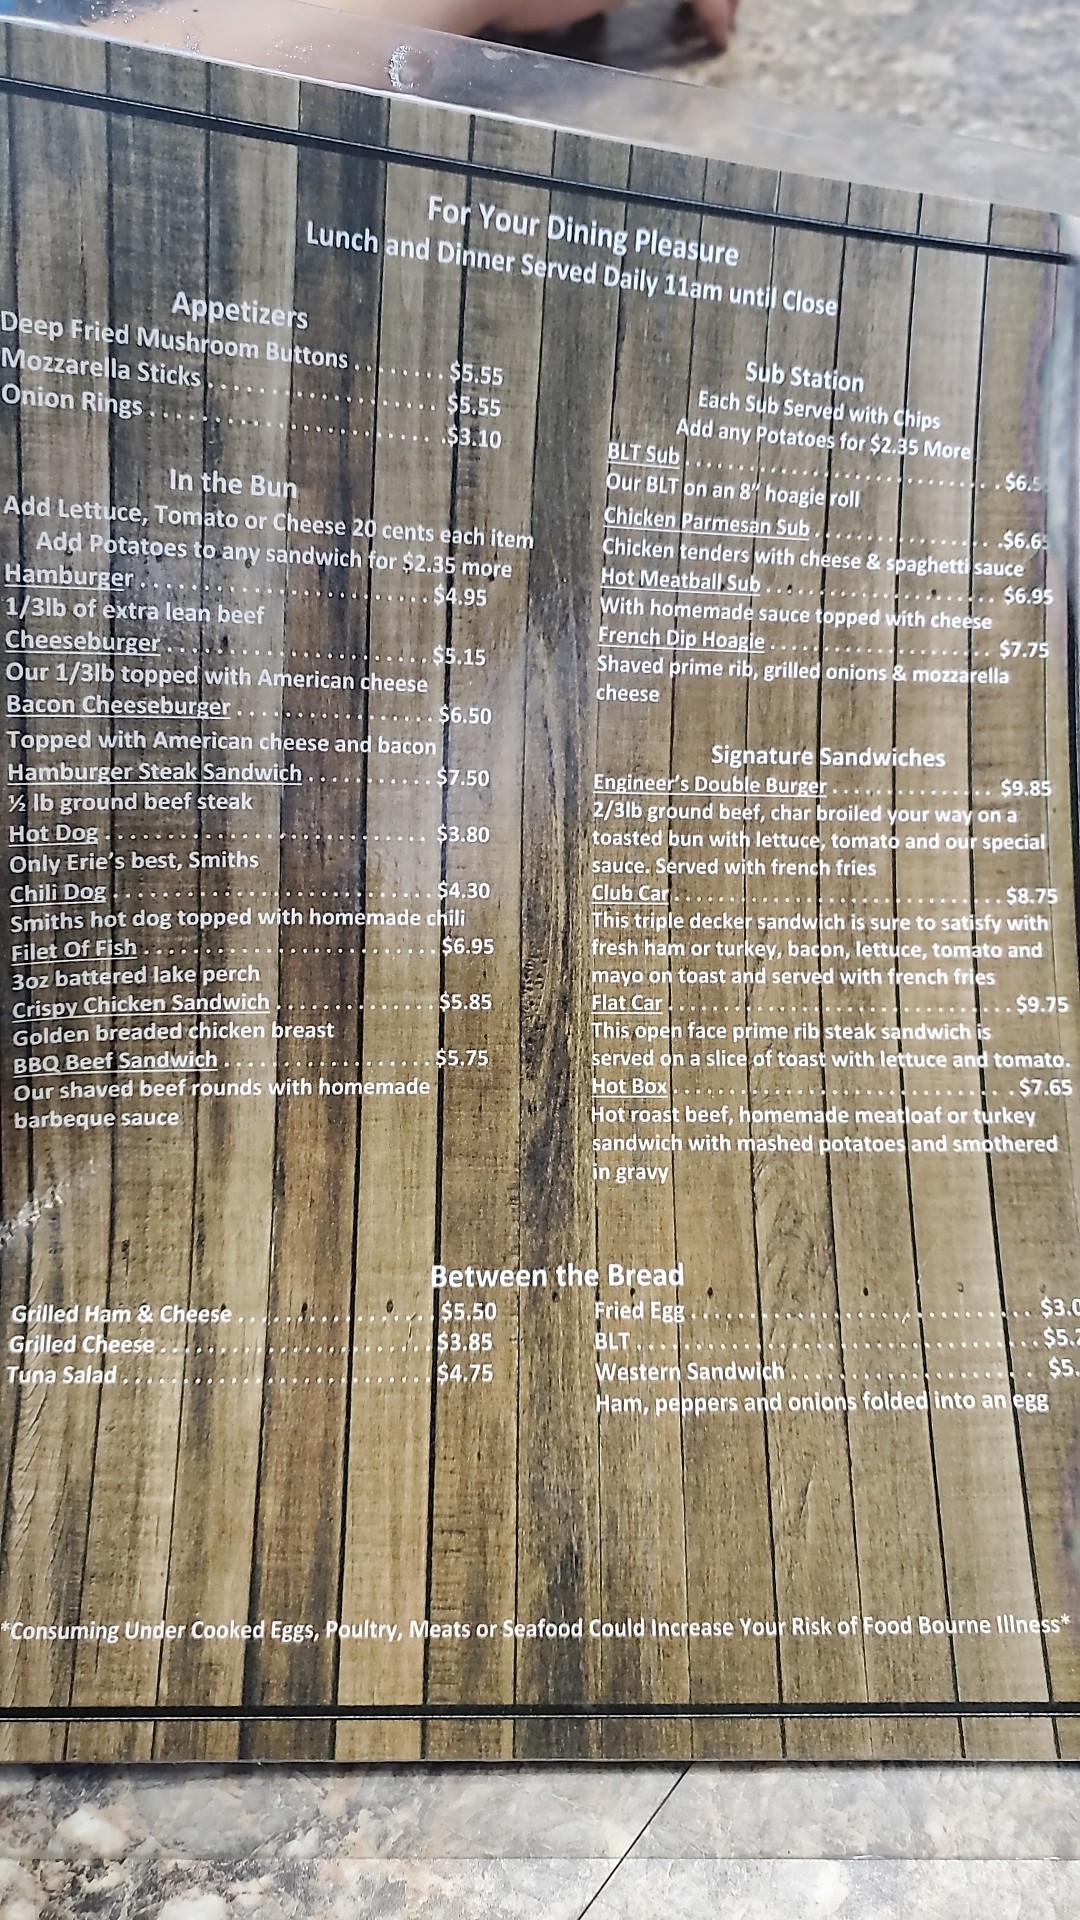 For Your Dining Pleasure
Lunch and Dinner Served Daily 11am until Close
Appetizers
Deep Fried Mushroom Buttons ........ $5.55
Mozzarella Sticks .................... $5.55
Onion Rings .......................... $3.10
In the Bun
Add Lettuce, Tomato or Cheese 20 cents each item
Add Potatoes to any sandwich for $2.35 more
Hamburger ......................... $4.95
1/3lb of extra lean beef
Cheeseburger ....................... $5.15
Our 1/3lb topped with American cheese
Bacon Cheeseburger ................. $6.50
Topped with American cheese and bacon
Hamburger Steak Sandwich ........... $7.50
½ lb ground beef steak
Hot Dog ............................ $3.80
Only Erie's best, Smiths
Chili Dog ........................... $4.30
Smiths hot dog topped with homemade chili
Filet Of Fish ......................... $6.95
3oz battered lake perch
Crispy Chicken Sandwich .............. $5.85
Golden breaded chicken breast
BBQ Beef Sandwich .................. $5.75
Our shaved beef rounds with homemade
barbeque sauce
Sub Station
Each Sub Served with Chips
Add any Potatoes for $2.35 More
BLT Sub ............................
Our BLT on an 8" hoagie roll
Chicken Parmesan Sub ................
Chicken tenders with cheese & spaghetti sauce
Hot Meatball Sub .................... $6.95
With homemade sauce topped with cheese
French Dip Hoagie ................... $7.75
Shaved prime rib, grilled onions & mozzarella
cheese
Signature Sandwiches
Engineer's Double Burger .............. $9.85
2/3lb ground beef, char broiled your way on a
toasted bun with lettuce, tomato and our special
sauce. Served with french fries
Club Car ............................. $8.75
This triple decker sandwich is sure to satisfy with
fresh ham or turkey, bacon, lettuce, tomato and
mayo on toast and served with french fries
Flat Car .............................. $9.75
This open face prime rib steak sandwich is
served on a slice of toast with lettuce and tomato.
Hot Box ............................. $7.65
Hot roast beef, homemade meatloaf or turkey
sandwich with mashed potatoes and smothered
in gravy
Between the Bread
Grilled Ham & Cheese ................ $5.50
Grilled Cheese ....................... $3.85
Tuna Salad .......................... $4.75
Fried Egg .............................
BLT ..................................
Western Sandwich ....................
Ham, peppers and onions folded into an egg
*Consuming Under Cooked Eggs, Poultry, Meats or Seafood Could Increase Your Risk of Food Bourne Illness*